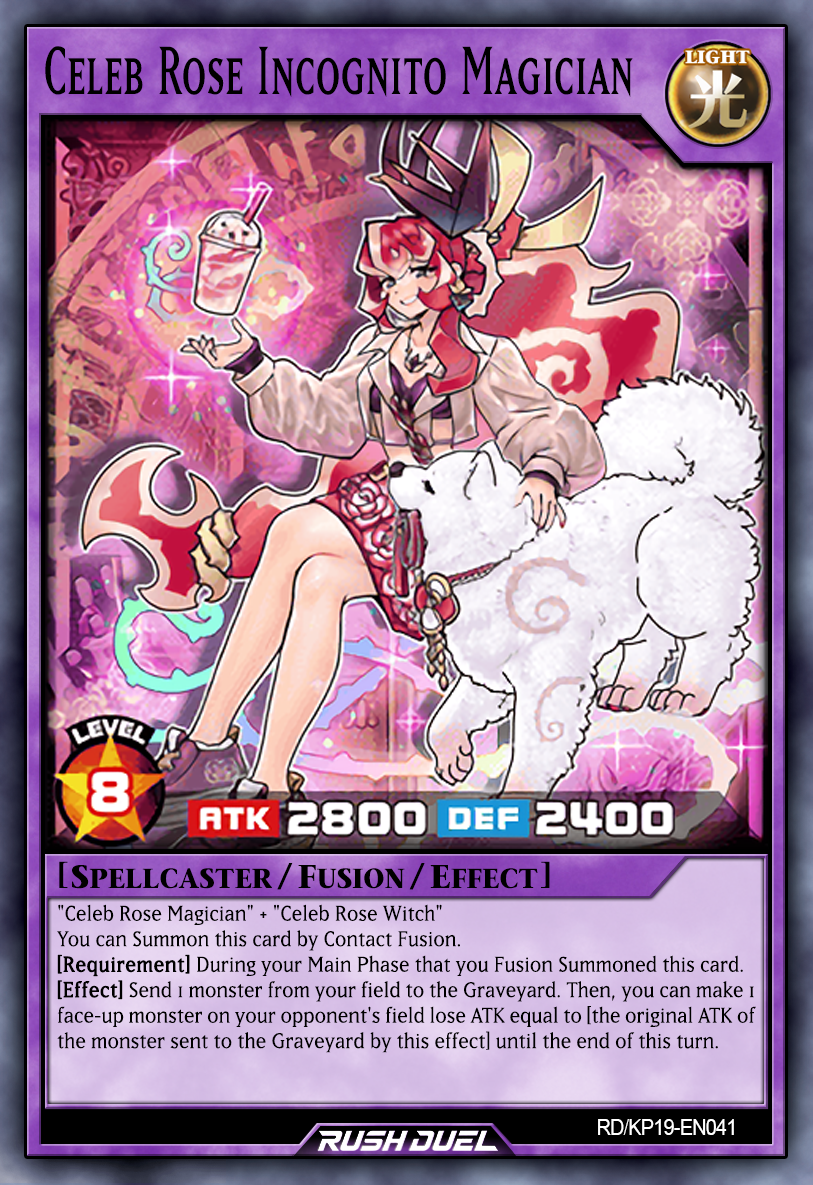 Celeb Rose Incognito Magician
LIGHT
光
LEVEL
8
ATK 2800 DEF 2400
[Spellcaster / Fusion / Effect]
"Celeb Rose Magician" + "Celeb Rose Witch"
You can Summon this card by Contact Fusion.
[Requirement] During your Main Phase that you Fusion Summoned this card.
[Effect] Send 1 monster from your field to the Graveyard. Then, you can make 1
face-up monster on your opponent's field lose ATK equal to [the original ATK of
the monster sent to the Graveyard by this effect] until the end of this turn.
RD/KP19-EN041
RUSH DUEL